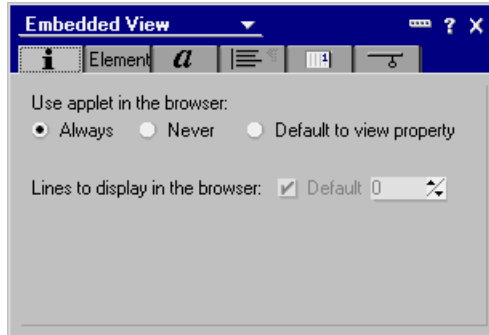 Embedded View ?
i Element a 1
Use applet in the browser:
Always Never Default to view property
Lines to display in the browser: Default 0